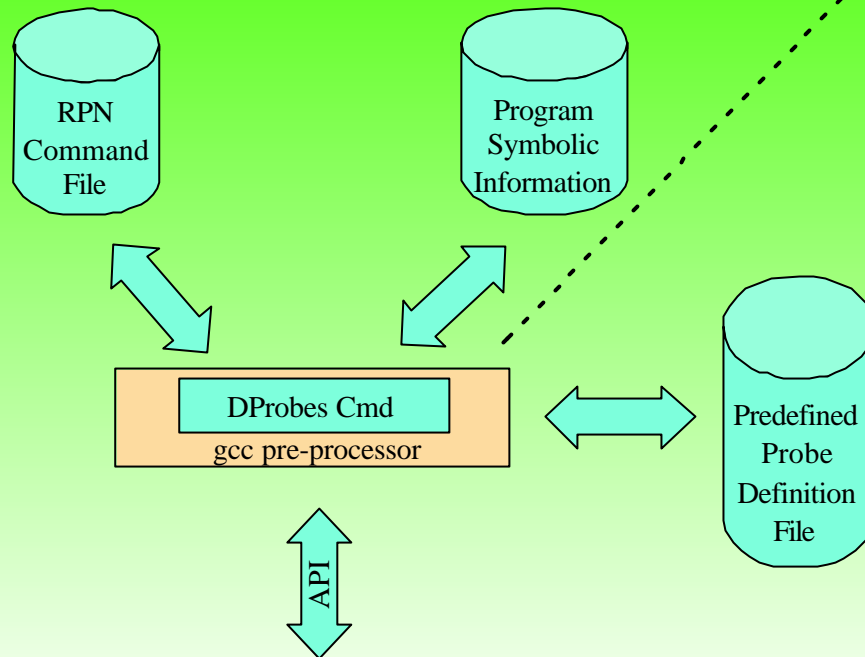 RPN
Command
File
Program
Symbolic
Information
DProbes Cmd
gcc pre-processor
Predefined
Probe
Definition
File
API